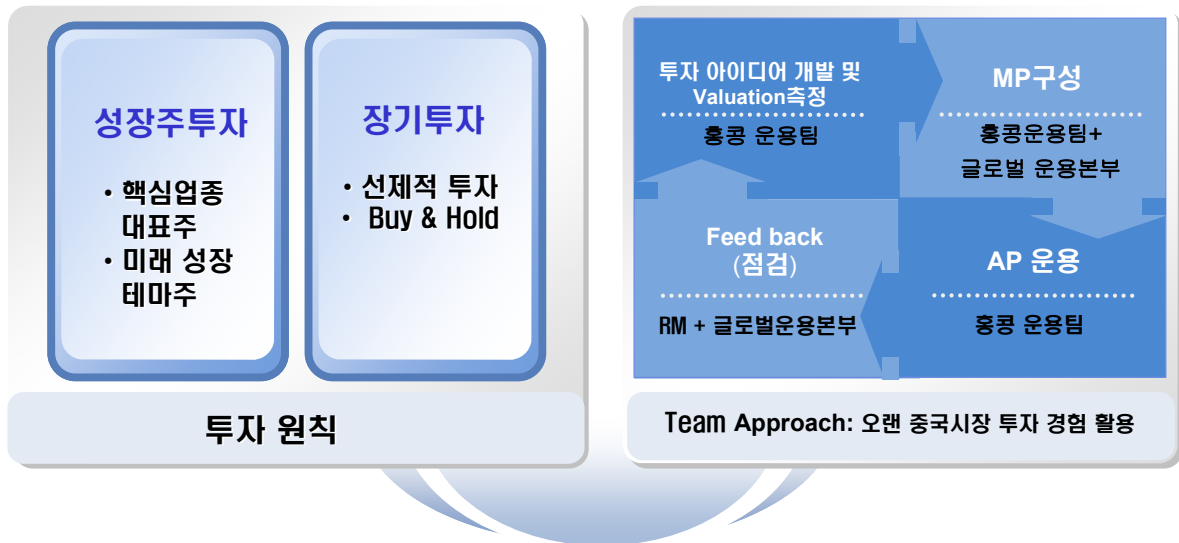 성장주투자
• 핵심업종
대표주
• 미래 성장
테마주
장기투자
• 선제적 투자
• Buy & Hold
투자 원칙
투자 아이디어 개발 및
Valuation측정
홍콩 운용팀
MP구성
홍콩운용팀+
글로벌 운용본부
Feed back
(점검)
RM + 글로벌운용본부
AP 운용
홍콩 운용팀
Team Approach: 오랜 중국시장 투자 경험 활용